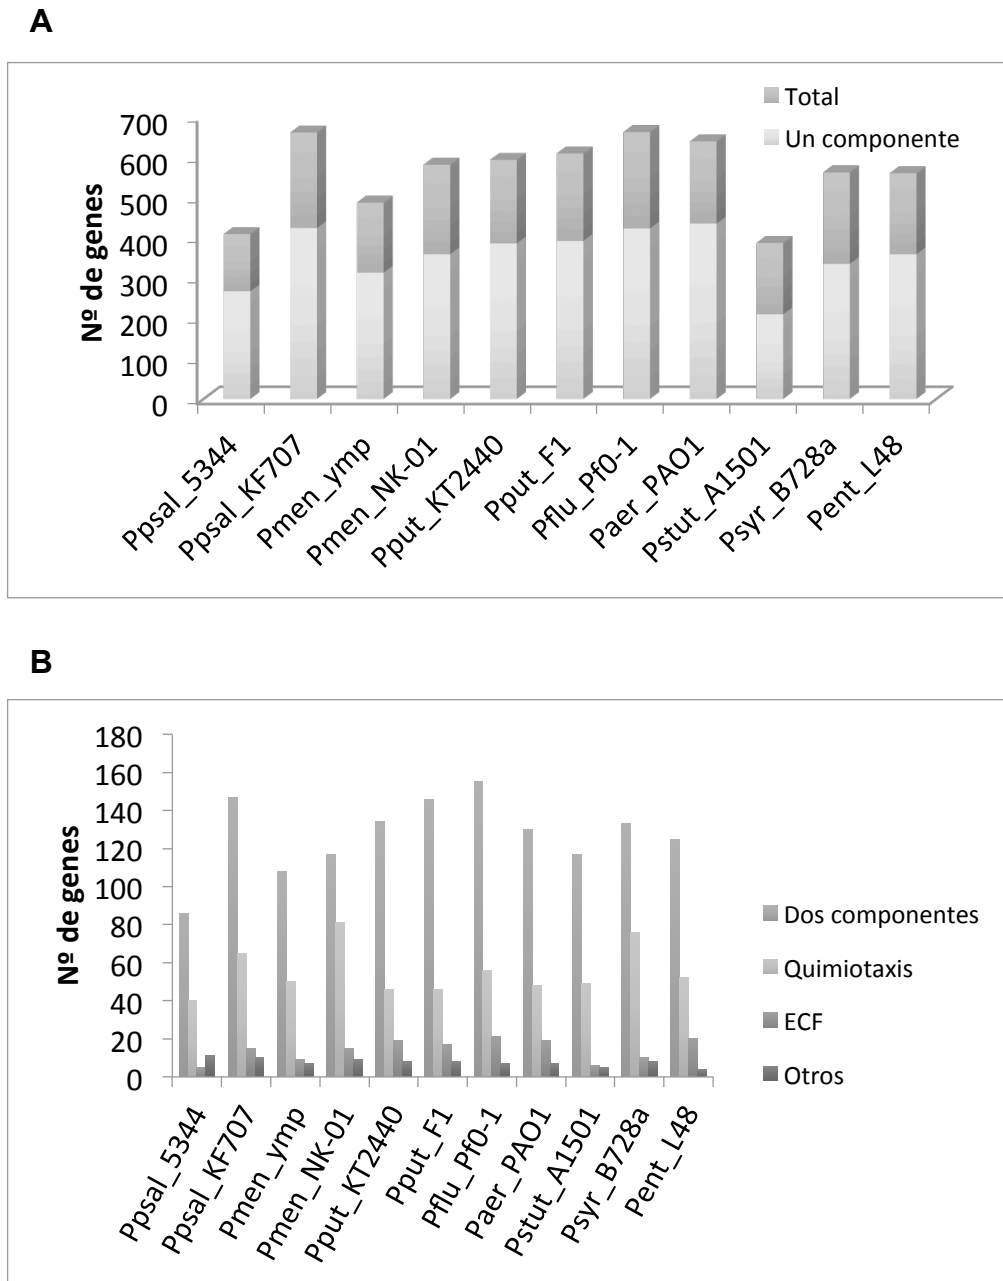 A
Total
Un componente
Nº de genes
700
600
500
400
300
200
100
0
Ppsal_5344
Ppsal_KF707
Pmen_ymp
Pmen_NK-01
Pput_KT2440
Pput_F1
Pflu_Pf0-1
Paer_PAO1
Pstut_A1501
Psyr_B728a
Pent_L48
B
Nº de genes
180
160
140
120
100
80
60
40
20
0
Dos componentes
Quimiotaxis
ECF
Otros
Ppsal_5344
Ppsal_KF707
Pmen_ymp
Pmen_NK-01
Pput_KT2440
Pput_F1
Pflu_Pf0-1
Paer_PAO1
Pstut_A1501
Psyr_B728a
Pent_L48